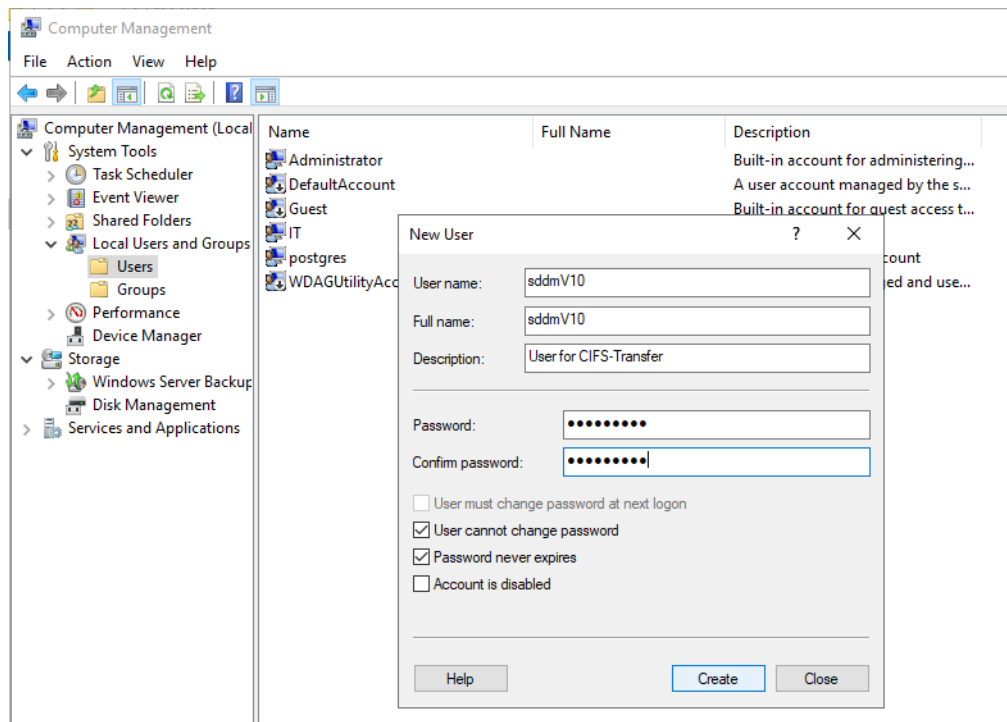 Computer Management
File Action View Help
Computer Management (Local
System Tools
Task Scheduler
Event Viewer
Shared Folders
Local Users and Groups
Users
Groups
Performance
Device Manager
Storage
Windows Server Backup
Disk Management
Services and Applications
Name Full Name Description
Administrator Built-in account for administering...
DefaultAccount A user account managed by the s...
Guest Built-in account for guest access t...
IT
postgres count
WDAGUtilityAcc ed and use...
New User
User name: sddmV10
Full name: sddmV10
Description: User for CIFS-Transfer
Password: •••••••••
Confirm password: •••••••••
User must change password at next logon
User cannot change password
Password never expires
Account is disabled
Help Create Close